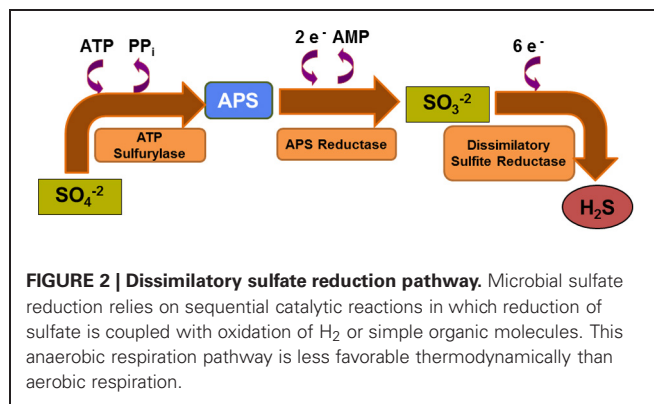 ATP PPi
2 e- AMP
6 e-
APS
SO3-2
ATP Sulfurylase
APS Reductase
Dissimilatory Sulfite Reductase
SO4-2
H2S
FIGURE 2 | Dissimilatory sulfate reduction pathway. Microbial sulfate
reduction relies on sequential catalytic reactions in which reduction of
sulfate is coupled with oxidation of H2 or simple organic molecules. This
anaerobic respiration pathway is less favorable thermodynamically than
aerobic respiration.